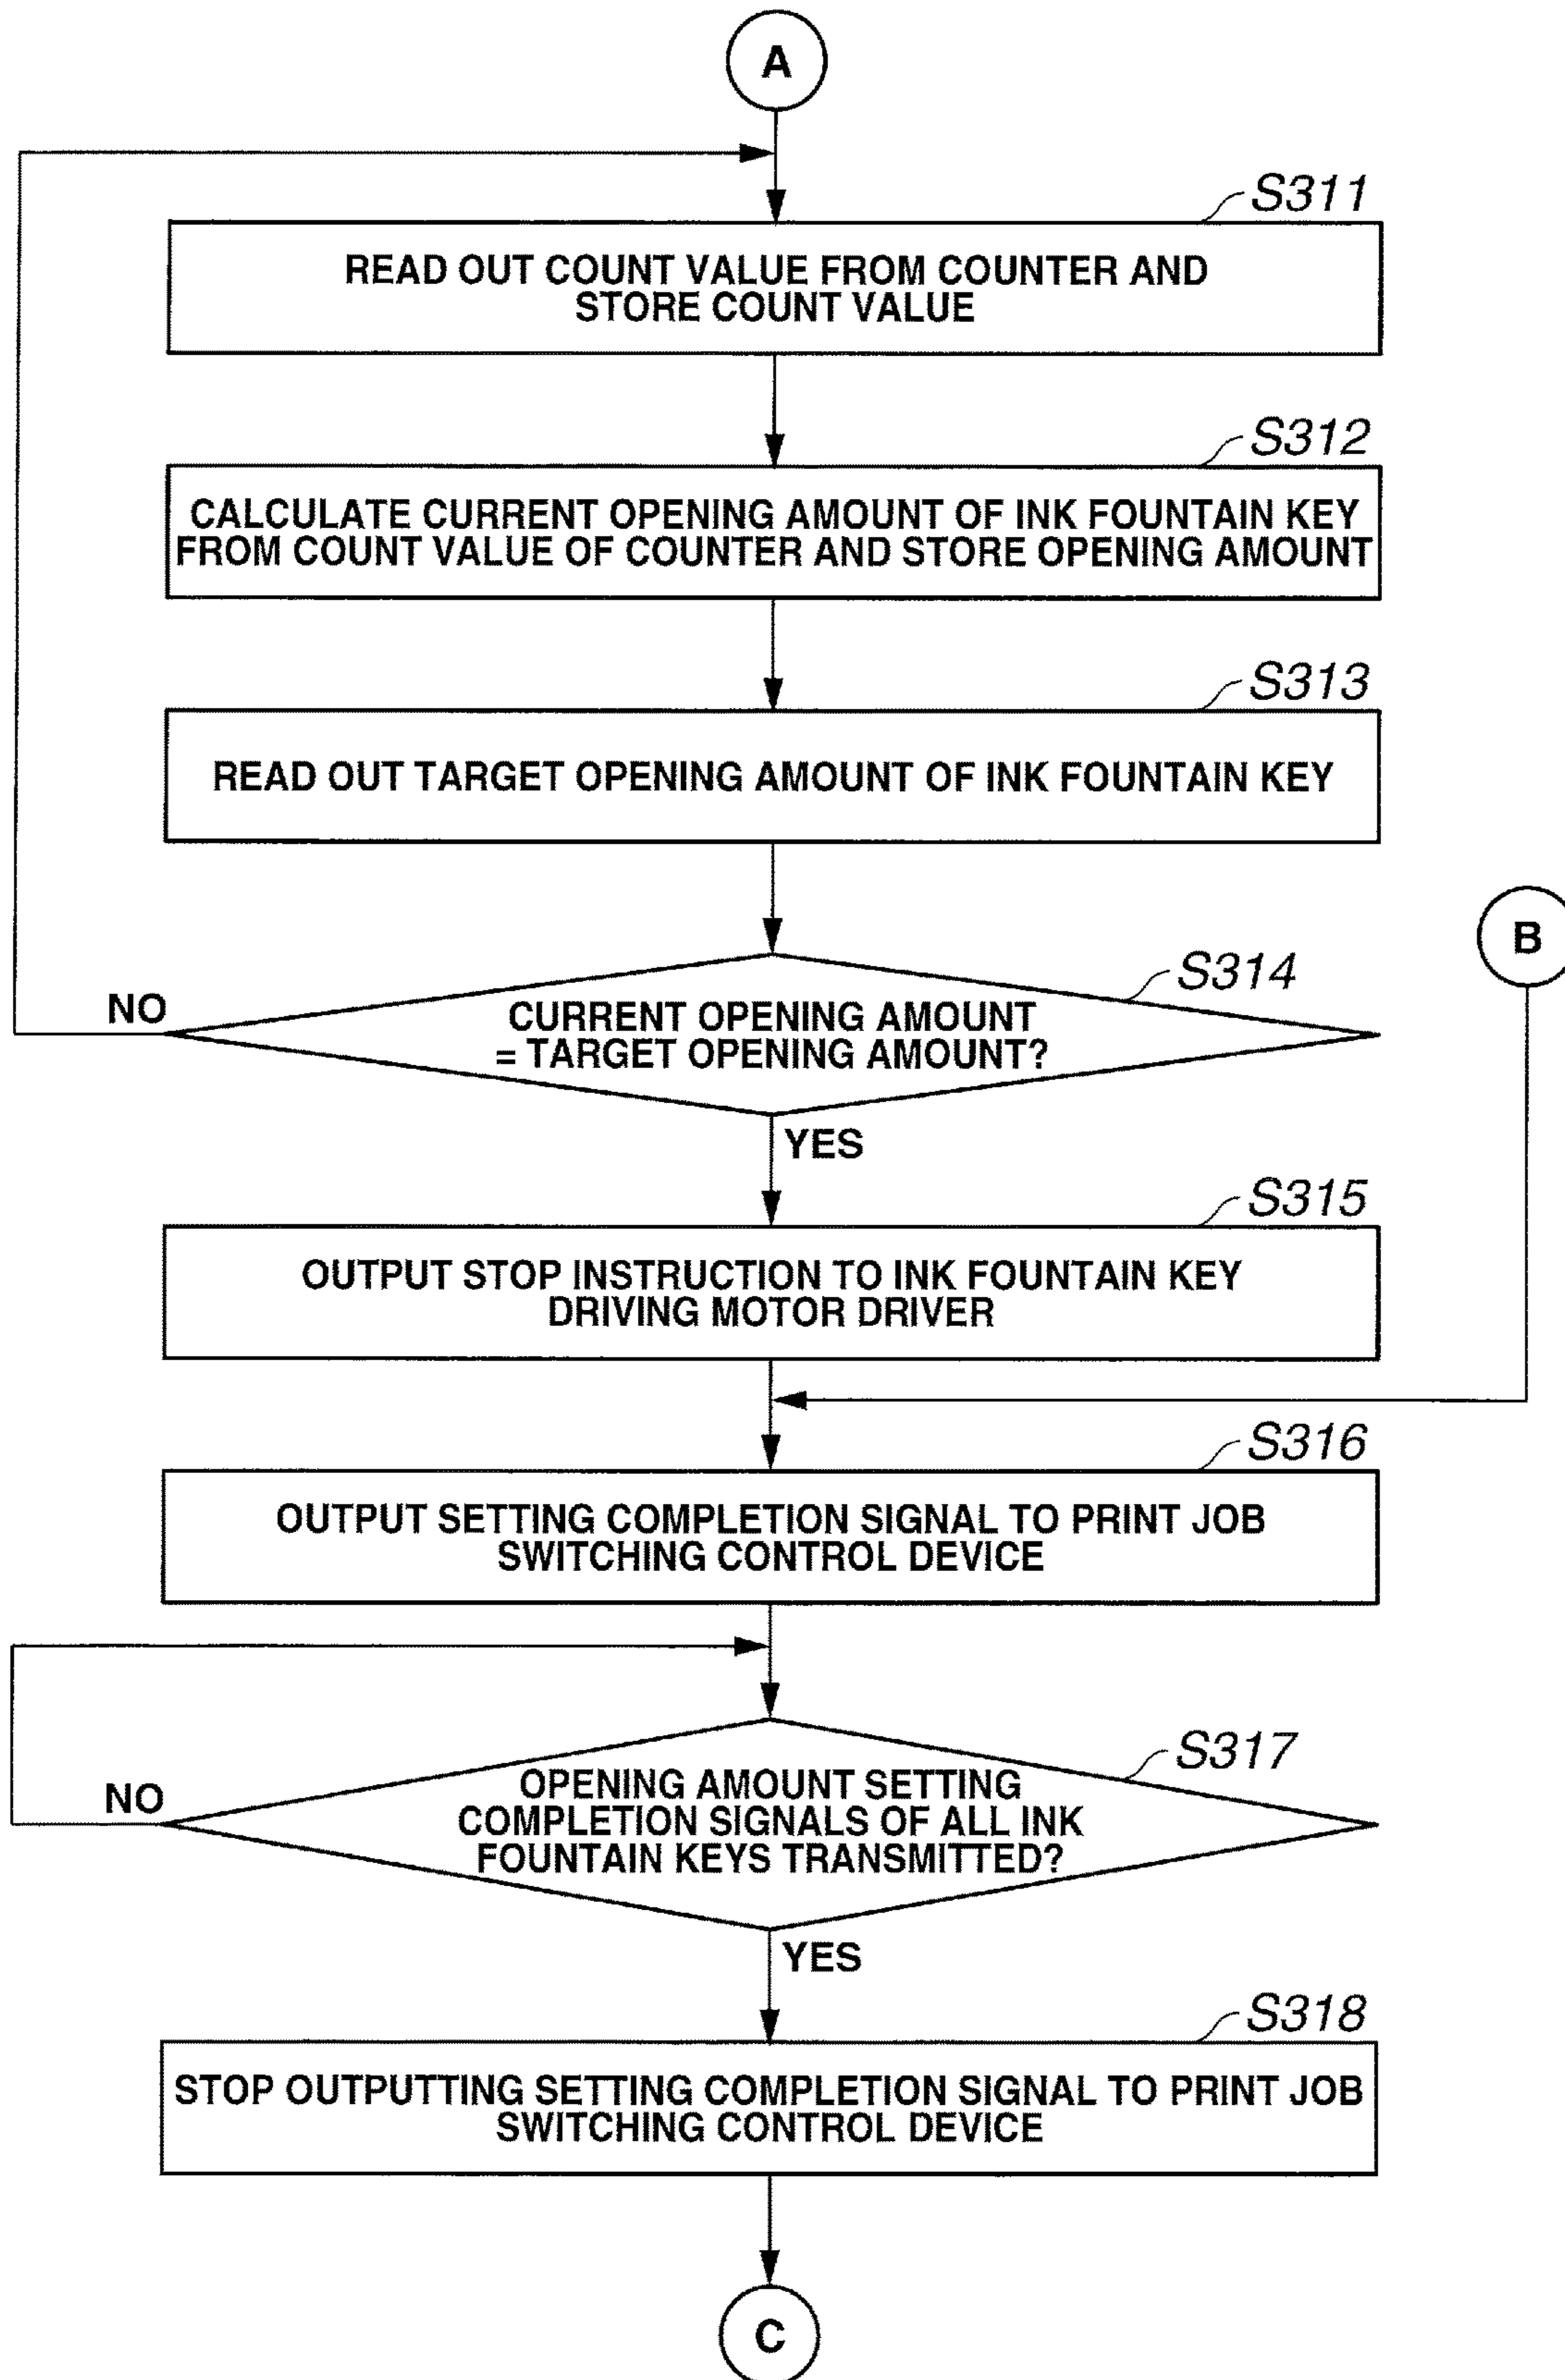 A
S311
READ OUT COUNT VALUE FROM COUNTER AND
STORE COUNT VALUE
S312
CALCULATE CURRENT OPENING AMOUNT OF INK FOUNTAIN KEY
FROM COUNT VALUE OF COUNTER AND STORE OPENING AMOUNT
S313
READ OUT TARGET OPENING AMOUNT OF INK FOUNTAIN KEY
B
S314
NO
CURRENT OPENING AMOUNT
= TARGET OPENING AMOUNT?
YES
S315
OUTPUT STOP INSTRUCTION TO INK FOUNTAIN KEY
DRIVING MOTOR DRIVER
S316
OUTPUT SETTING COMPLETION SIGNAL TO PRINT JOB
SWITCHING CONTROL DEVICE
S317
NO
OPENING AMOUNT SETTING
COMPLETION SIGNALS OF ALL INK
FOUNTAIN KEYS TRANSMITTED?
YES
S318
STOP OUTPUTTING SETTING COMPLETION SIGNAL TO PRINT JOB
SWITCHING CONTROL DEVICE
C